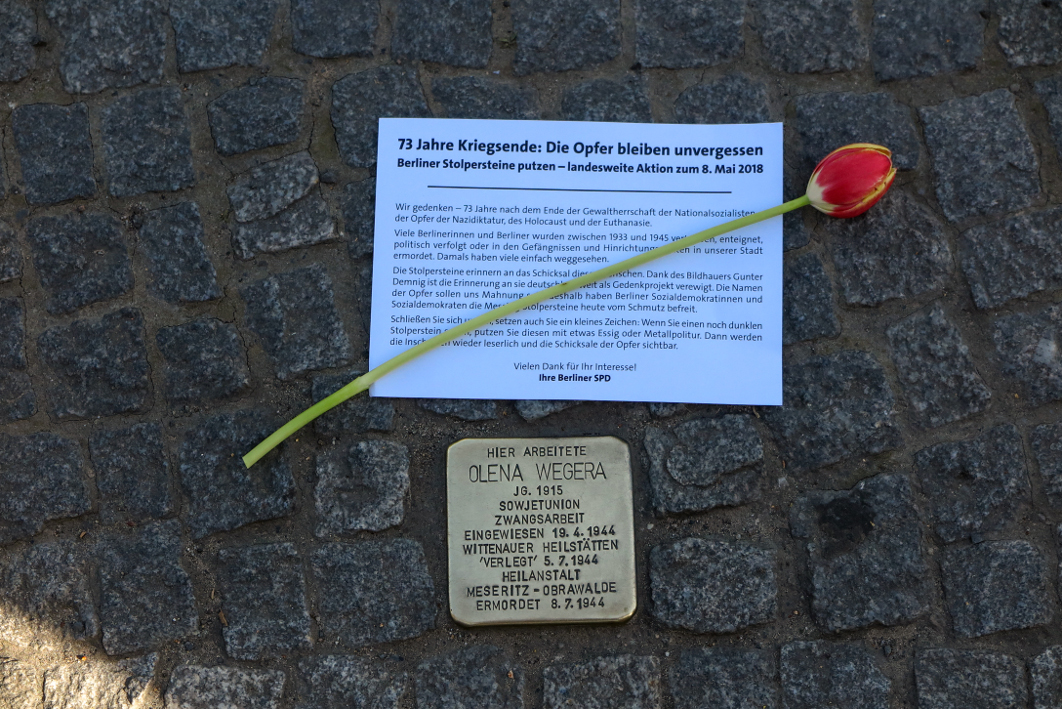 73 Jahre Kriegsende: Die Opfer bleiben unvergessen
Berliner Stolpersteine putzen – landesweite Aktion zum 8. Mai 2018
Wir gedenken – 73 Jahre nach dem Ende der Gewaltherrschaft der Nationalsozialisten
der Opfer der Nazidiktatur, des Holocaust und der Euthanasie.
Viele Berlinerinnen und Berliner wurden zwischen 1933 und 1945 enteignet,
politisch verfolgt oder in den Gefängnissen und in unserer Stadt
ermordet. Damals haben viele einfach weggesehen.
Die Stolpersteine erinnern an das Schicksal Dank des Bildhauers Gunter
Demnig ist die Erinnerung an sie als Gedenkprojekt verewigt. Die Namen
der Opfer sollen uns Mahnung haben Berliner Sozialdemokratinnen und
Sozialdemokraten die Stolpersteine heute vom Schmutz befreit.
Schließen Sie sich setzen auch Sie ein kleines Zeichen: Wenn Sie einen noch dunklen
Stolperstein putzen Sie diesen mit etwas Essig oder Metallpolitur. Dann werden
die wieder leserlich und die Schicksale der Opfer sichtbar.
Vielen Dank für Ihr Interesse!
Ihre Berliner SPD
HIER ARBEITETE
OLENA WEGERA
JG. 1915
SOWJETUNION
ZWANGSARBEIT
EINGEWIESEN 19.4.1944
WITTENAUER HEILSTÄTTEN
'VERLEGT' 5.7.1944
HEILANSTALT
MESERITZ-OBRAWALDE
ERMORDET 8.7.1944